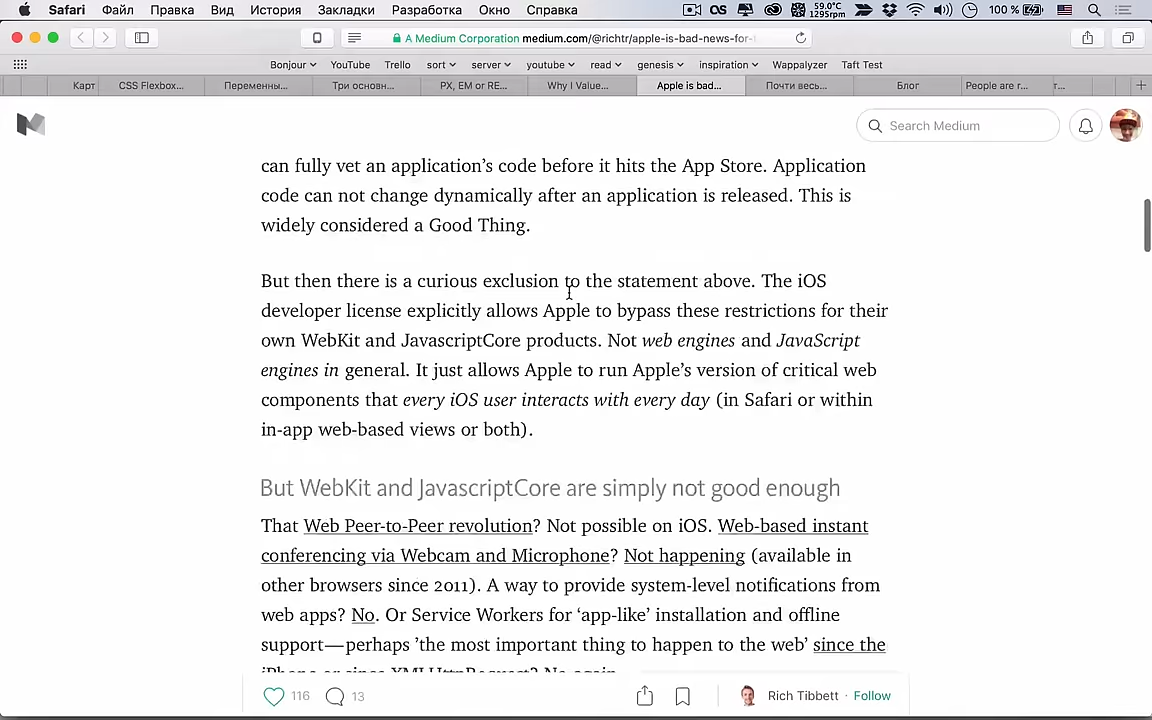 Safari Файл Правка Вид История Закладки Разработка Окно Справка OS 59.0°C 1295rpm 100 %
A Medium Corporation medium.com/@richtr/apple-is-bad-news-for-
Bonjour YouTube Trello sort server youtube read genesis inspiration Wappalyzer Taft Test
Карт CSS Flexbox... Переменны... Три основн... PX, EM or RE... Why I Value... Apple is bad... Почти весь... Блог People are r... т...
Search Medium
can fully vet an application’s code before it hits the App Store. Application
code can not change dynamically after an application is released. This is
widely considered a Good Thing.
But then there is a curious exclusion to the statement above. The iOS
developer license explicitly allows Apple to bypass these restrictions for their
own WebKit and JavascriptCore products. Not web engines and JavaScript
engines in general. It just allows Apple to run Apple’s version of critical web
components that every iOS user interacts with every day (in Safari or within
in-app web-based views or both).
But WebKit and JavascriptCore are simply not good enough
That Web Peer-to-Peer revolution? Not possible on iOS. Web-based instant
conferencing via Webcam and Microphone? Not happening (available in
other browsers since 2011). A way to provide system-level notifications from
web apps? No. Or Service Workers for ‘app-like’ installation and offline
support—perhaps ’the most important thing to happen to the web’ since the
iPhone or since XMLHttpRequest? No again.
116 13 Rich Tibbett · Follow